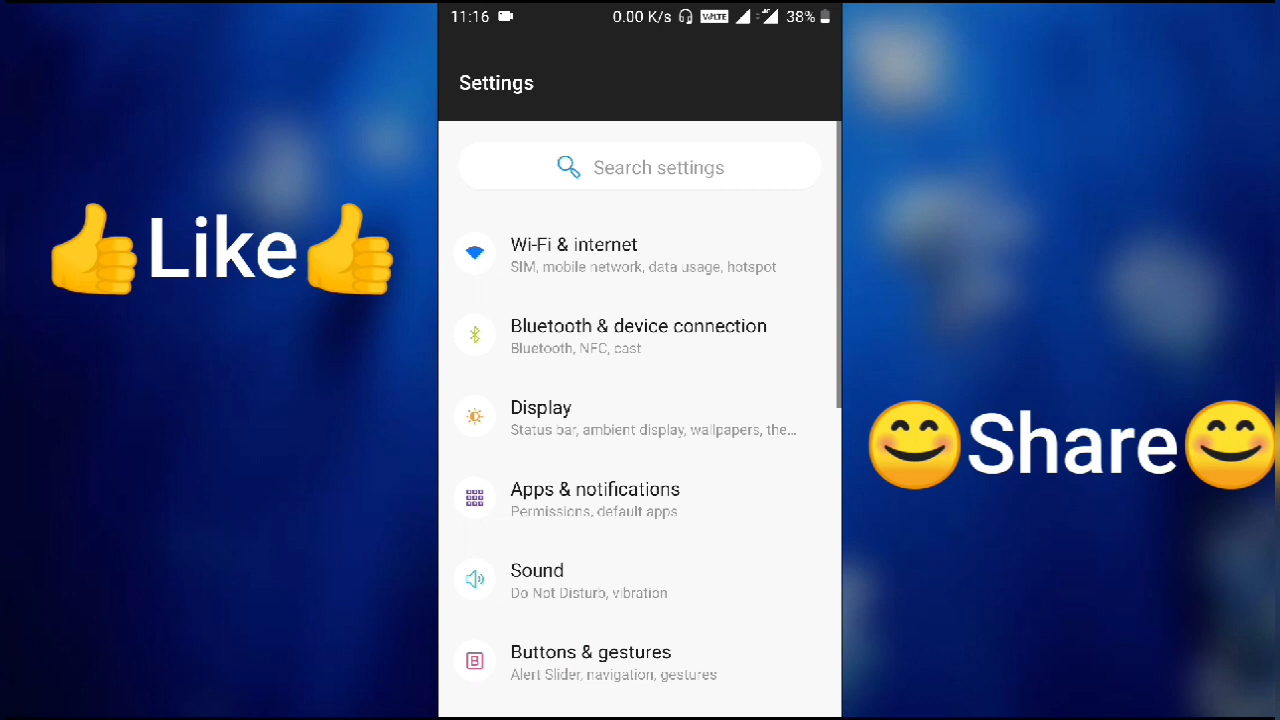 11:16 0.00 K/s VoLTE 4G 38%
Settings
Search settings
Wi-Fi & internet
SIM, mobile network, data usage, hotspot
Bluetooth & device connection
Bluetooth, NFC, cast
Display
Status bar, ambient display, wallpapers, the...
Apps & notifications
Permissions, default apps
Sound
Do Not Disturb, vibration
B
Buttons & gestures
Alert Slider, navigation, gestures
👍Like👍
😊Share😊